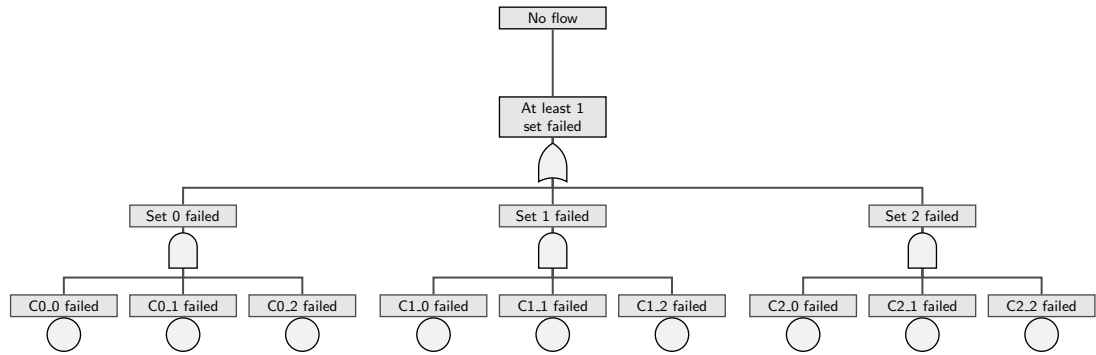 No flow
At least 1
set failed
Set 0 failed
Set 1 failed
Set 2 failed
C0_0 failed
C0_1 failed
C0_2 failed
C1_0 failed
C1_1 failed
C1_2 failed
C2_0 failed
C2_1 failed
C2_2 failed